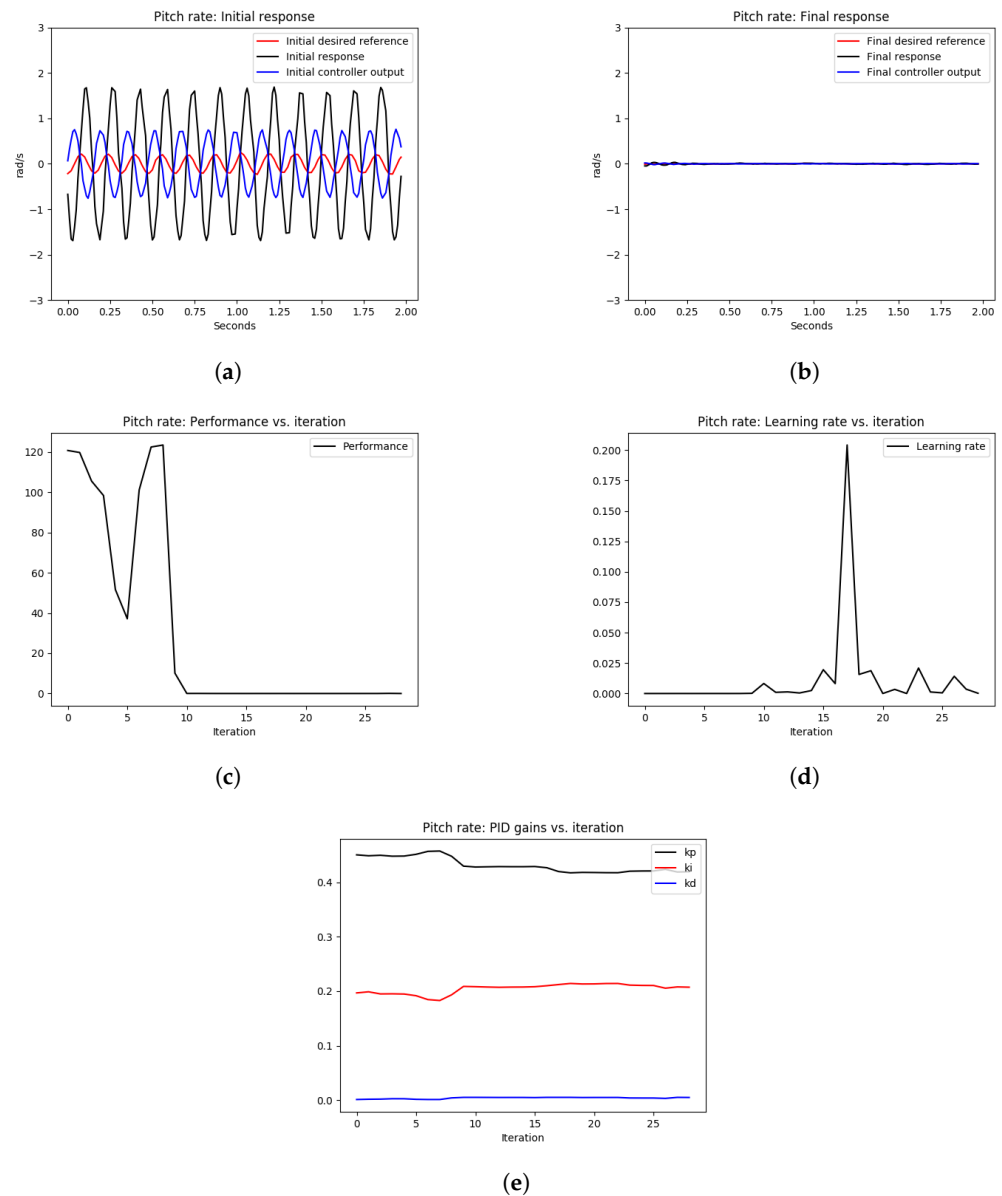 Pitch rate: Initial response
Initial desired reference
Initial response
Initial controller output
3
2
1
0
−1
−2
−3
rad/s
0.00 0.25 0.50 0.75 1.00 1.25 1.50 1.75 2.00
Seconds
(a)
Pitch rate: Final response
Final desired reference
Final response
Final controller output
3
2
1
0
−1
−2
−3
rad/s
0.00 0.25 0.50 0.75 1.00 1.25 1.50 1.75 2.00
Seconds
(b)
Pitch rate: Performance vs. iteration
Performance
120
100
80
60
40
20
0
0 5 10 15 20 25
Iteration
(c)
Pitch rate: Learning rate vs. iteration
Learning rate
0.200
0.175
0.150
0.125
0.100
0.075
0.050
0.025
0.000
0 5 10 15 20 25
Iteration
(d)
Pitch rate: PID gains vs. iteration
kp
ki
kd
0.4
0.3
0.2
0.1
0.0
0 5 10 15 20 25
Iteration
(e)